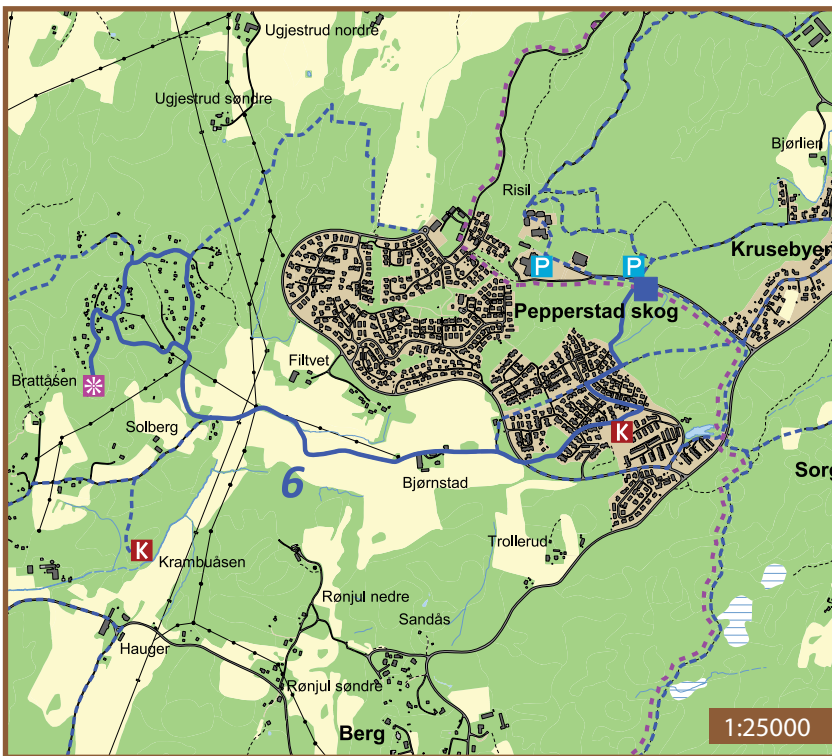 Ugjestrud nordre
Ugjestrud søndre
Bjørlien
Risil
Krusebyen
P
P
Pepperstad skog
Filtvet
Brattåsen
Solberg
K
6
Bjørnstad
Sorg
Trollerud
K
Krambuåsen
Rønjul nedre
Sandås
Hauger
Rønjul søndre
Berg
1:25000